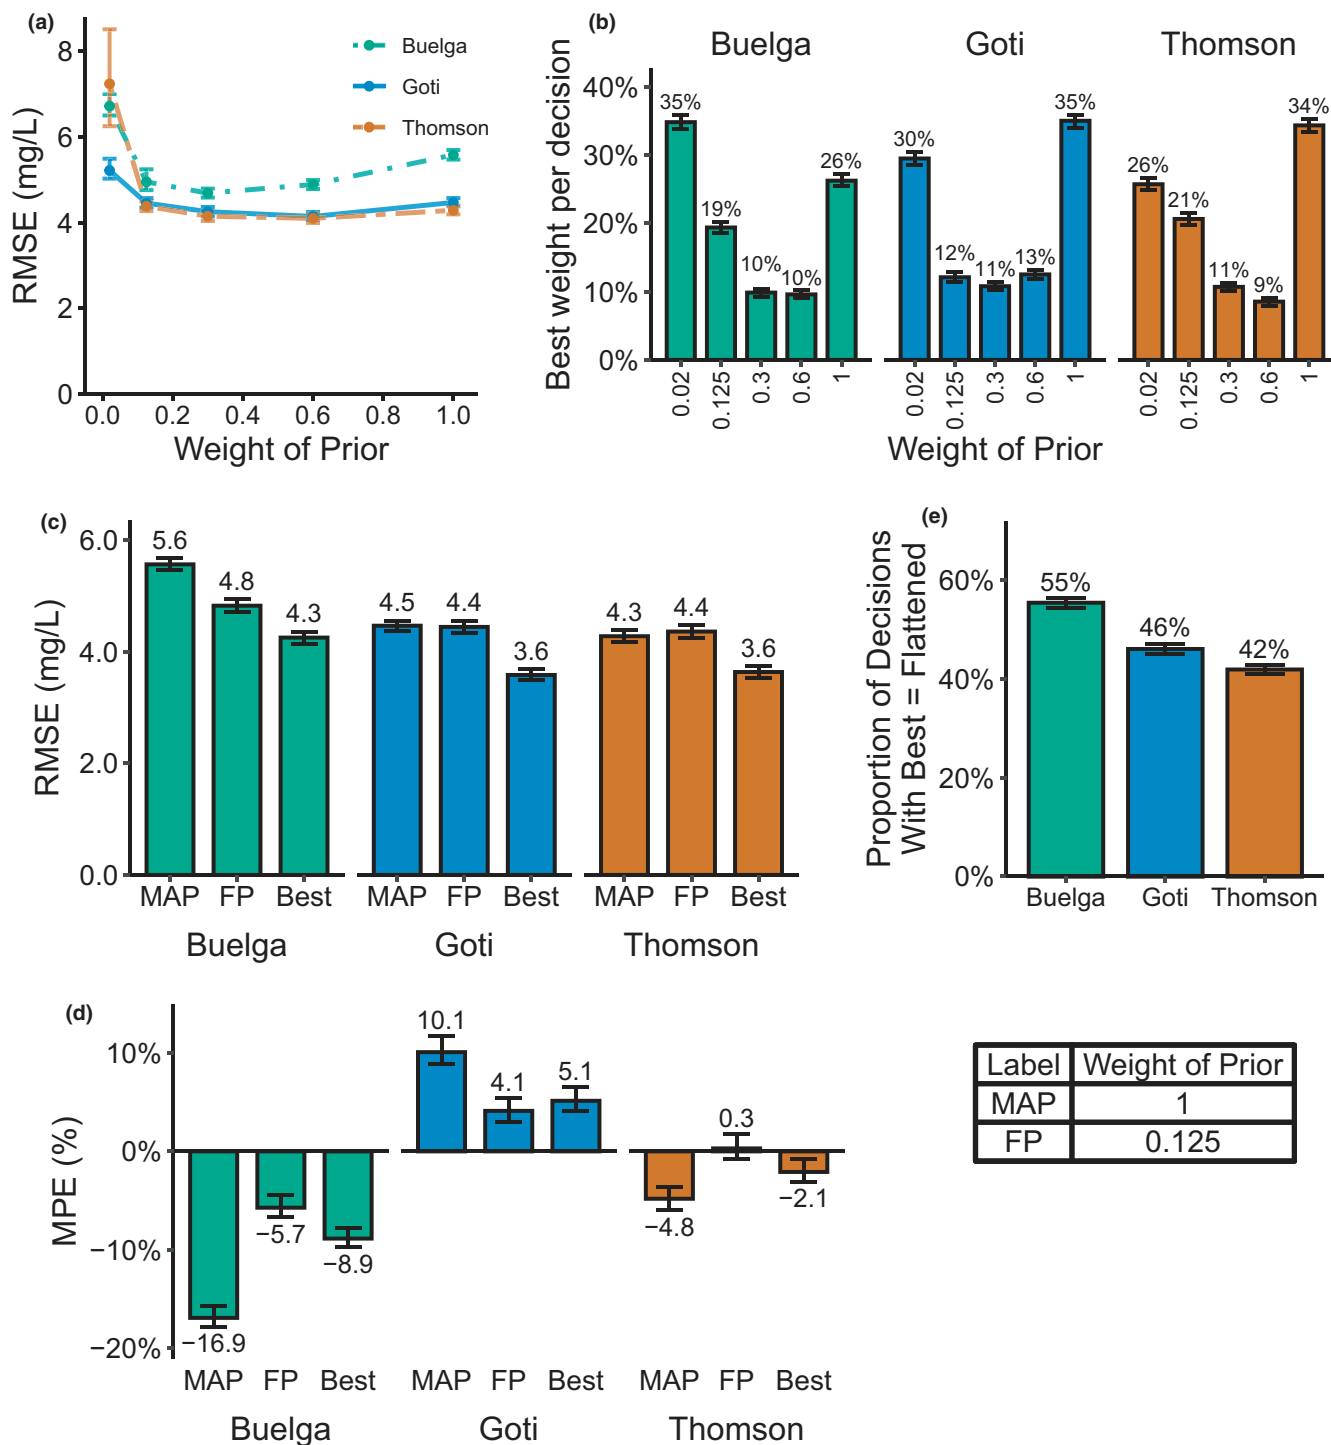 (a)
RMSE (mg/L)
8
6
4
2
0
0.0 0.2 0.4 0.6 0.8 1.0
Weight of Prior
Buelga
Goti
Thomson
(b)
Buelga Goti Thomson
Best weight per decision
40%
30%
20%
10%
0%
35% 19% 10% 10% 26%
30% 12% 11% 13% 35%
26% 21% 11% 9% 34%
0.02 0.125 0.3 0.6 1
0.02 0.125 0.3 0.6 1
0.02 0.125 0.3 0.6 1
Weight of Prior
(c)
RMSE (mg/L)
6.0
4.0
2.0
0.0
5.6 4.8 4.3
4.5 4.4 3.6
4.3 4.4 3.6
MAP FP Best MAP FP Best MAP FP Best
Buelga Goti Thomson
(e)
Proportion of Decisions
With Best = Flattened
60%
40%
20%
0%
55% 46% 42%
Buelga Goti Thomson
(d)
MPE (%)
10%
0%
−10%
−20%
−16.9 −5.7 −8.9
10.1 4.1 5.1
−4.8 0.3 −2.1
MAP FP Best MAP FP Best MAP FP Best
Buelga Goti Thomson
Label Weight of Prior
MAP 1
FP 0.125